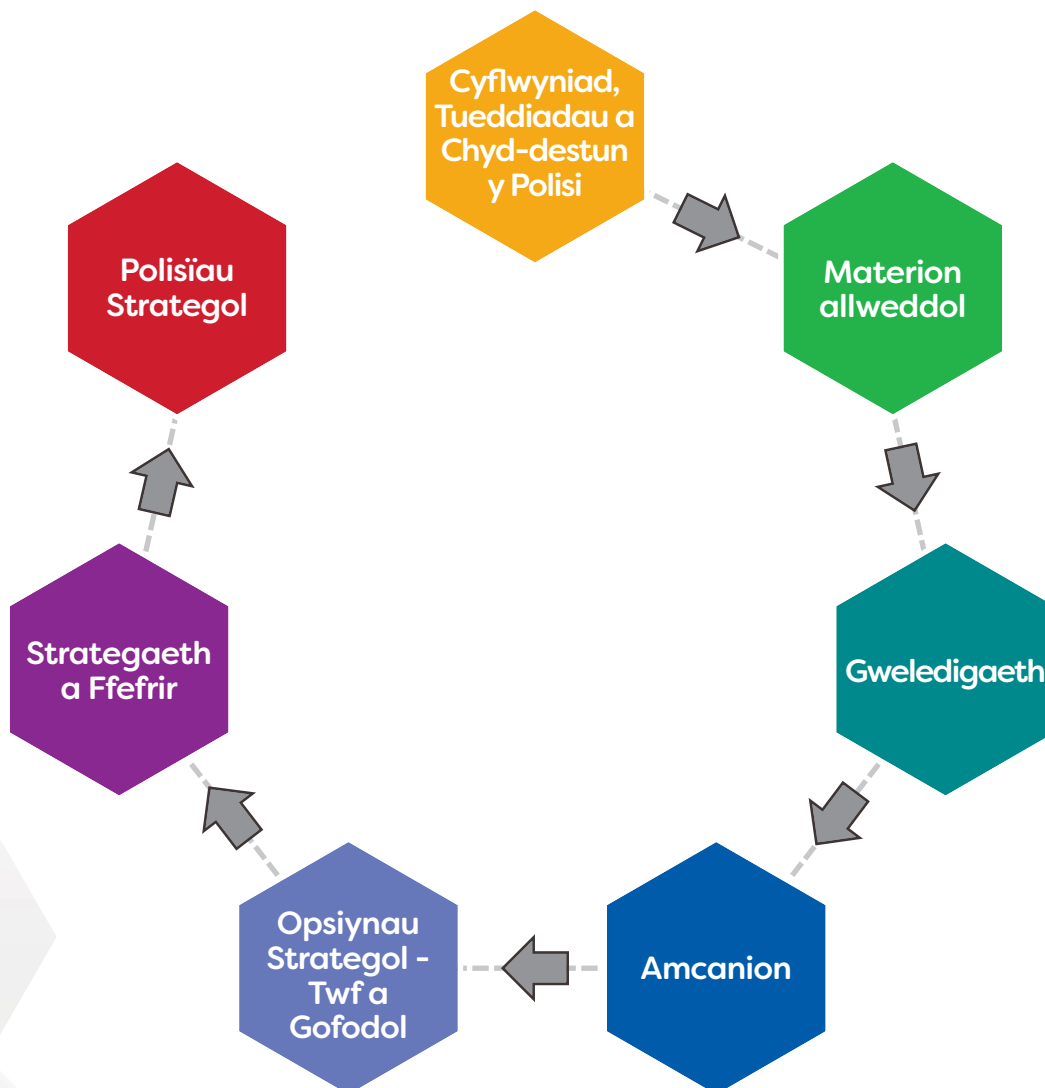 Cyflwyniad,
Tueddiadau a
Chyd-destun
y Polisi
Materion
allweddol
Gweledigaeth
Amcanion
Opsiynau
Strategol -
Twf a
Gofodol
Strategaeth
a Ffefrir
Polisïau
Strategol